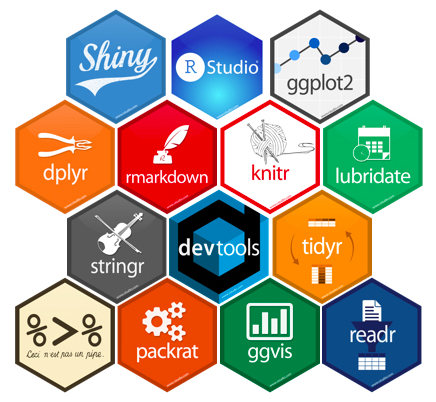 Shiny
R Studio
ggplot2
dplyr
rmarkdown
knitr
lubridate
stringr
devtools
tidyr
%>%
Ceci n'est pas un pipe.
packrat
ggvis
readr